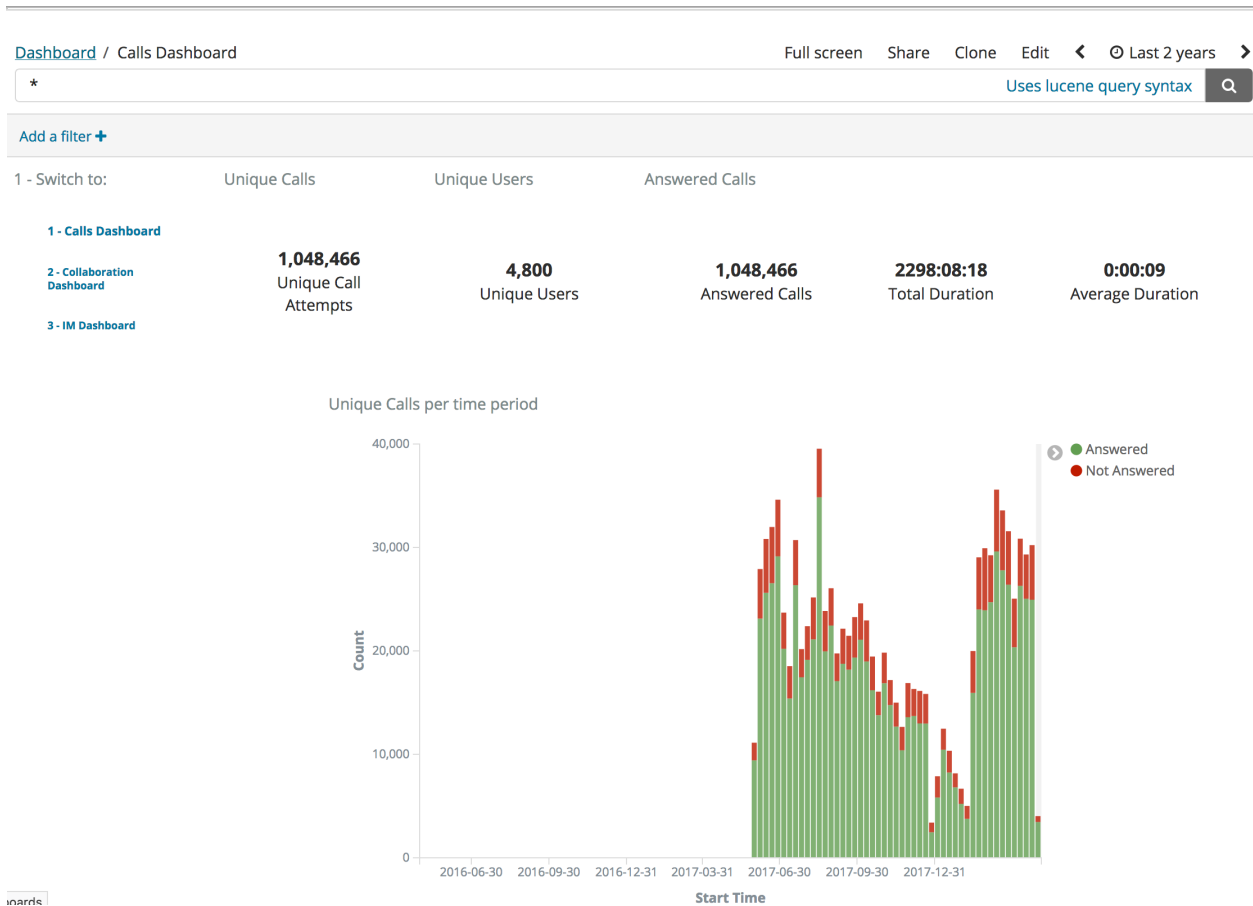 Dashboard / Calls Dashboard
Full screen Share Clone Edit Last 2 years
*
Uses lucene query syntax
Add a filter +
1 - Switch to:
Unique Calls
Unique Users
Answered Calls
1 - Calls Dashboard
2 - Collaboration
Dashboard
3 - IM Dashboard
1,048,466
Unique Call
Attempts
4,800
Unique Users
1,048,466
Answered Calls
2298:08:18
Total Duration
0:00:09
Average Duration
Unique Calls per time period
40,000
30,000
20,000
10,000
0
Count
2016-06-30 2016-09-30 2016-12-31 2017-03-31 2017-06-30 2017-09-30 2017-12-31
Start Time
Answered
Not Answered